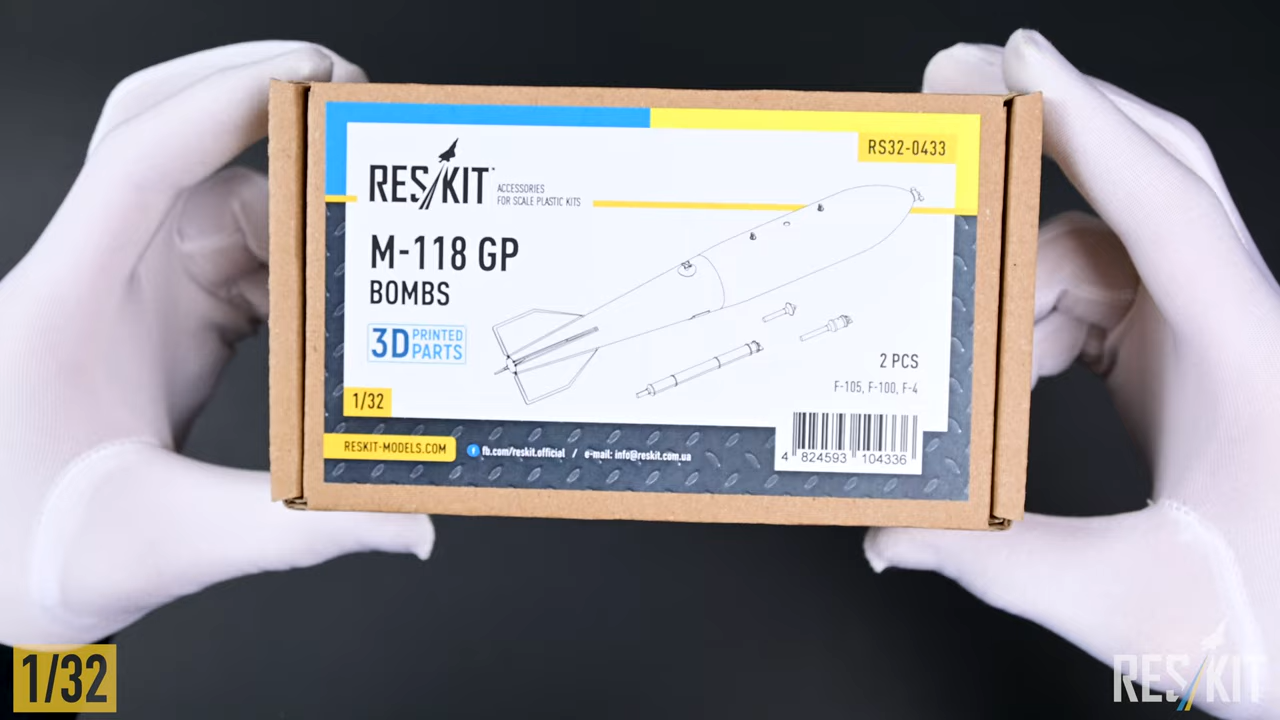 RS32-0433
RESKIT™
ACCESSORIES
FOR SCALE PLASTIC KITS
M-118 GP
BOMBS
3D PRINTED
PARTS
2 PCS
F-105, F-100, F-4
1/32
RESKIT-MODELS.COM
f fb.com/reskit.official / e-mail: info@reskit.com.ua
4 824593 104336
1/32
RESKIT